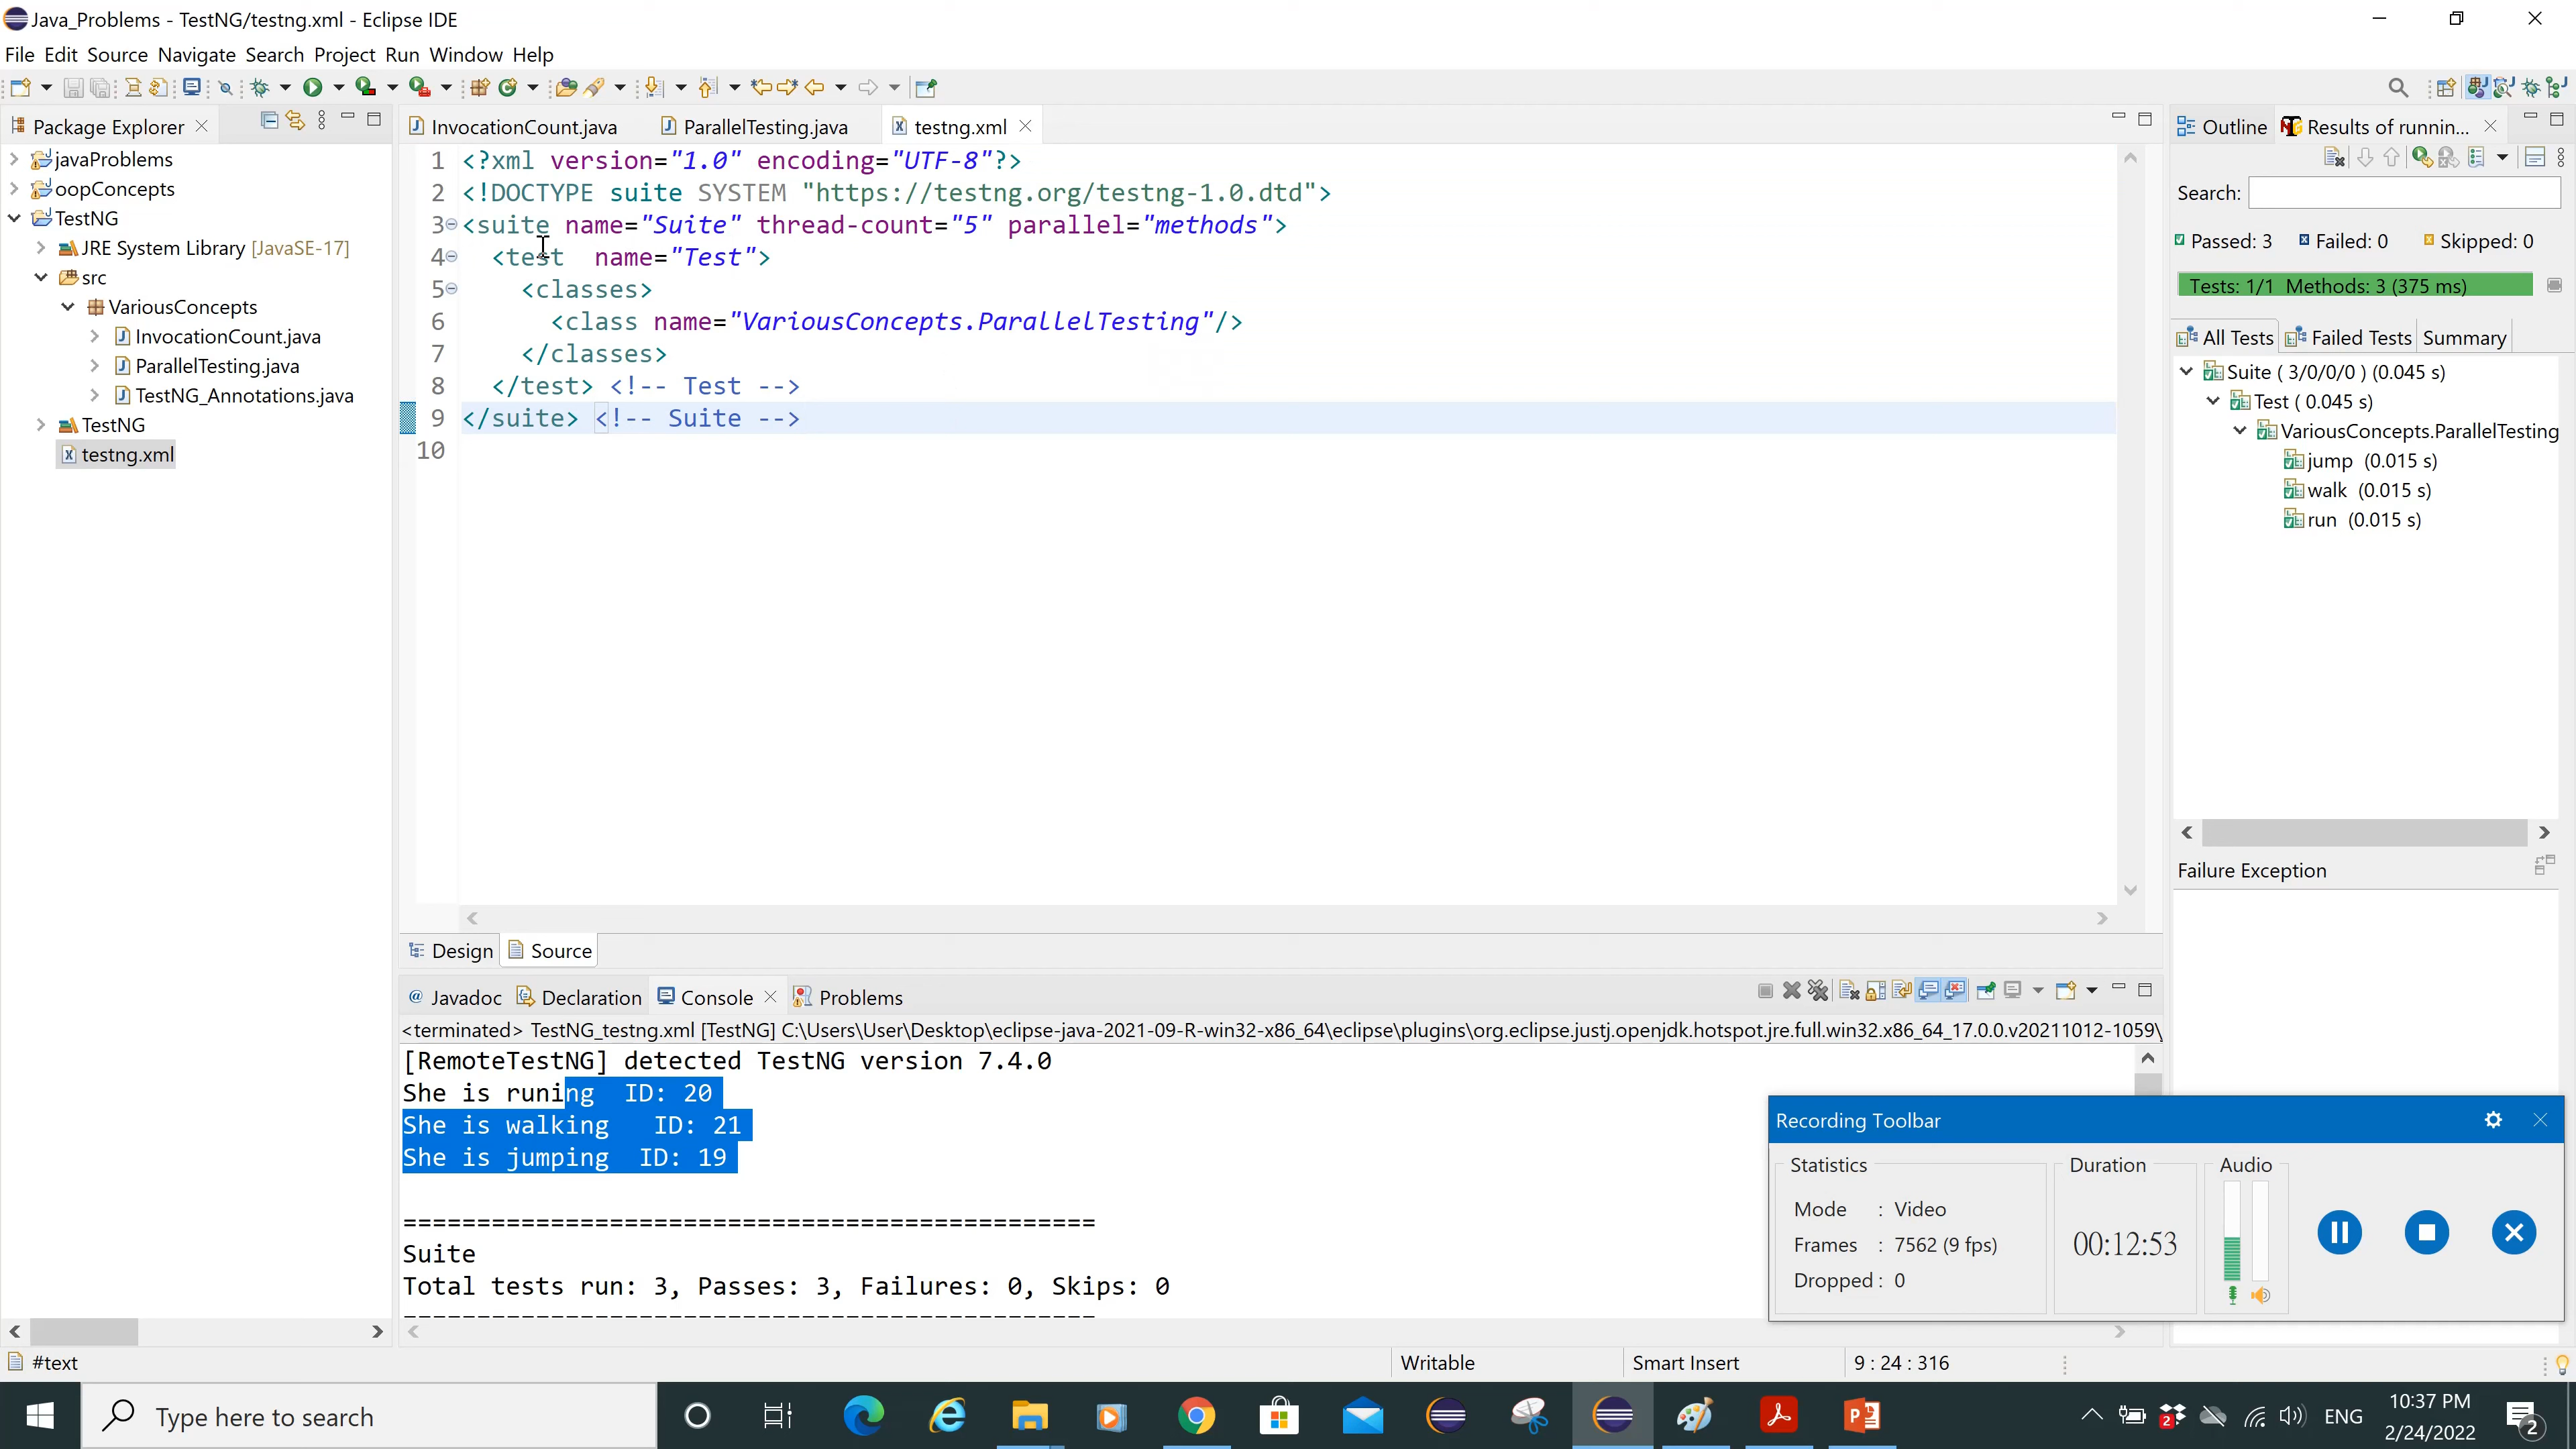 Java_Problems - TestNG/testng.xml - Eclipse IDE
File Edit Source Navigate Search Project Run Window Help
Package Explorer
javaProblems
oopConcepts
TestNG
JRE System Library [JavaSE-17]
src
VariousConcepts
InvocationCount.java
ParallelTesting.java
TestNG_Annotations.java
TestNG
testng.xml
InvocationCount.java ParallelTesting.java testng.xml
1 <?xml version="1.0" encoding="UTF-8"?>
2 <!DOCTYPE suite SYSTEM "https://testng.org/testng-1.0.dtd">
3 <suite name="Suite" thread-count="5" parallel="methods">
4 <test  name="Test">
5 <classes>
6 <class name="VariousConcepts.ParallelTesting"/>
7 </classes>
8 </test> <!-- Test -->
9 </suite> <!-- Suite -->
10
Design Source
Outline Results of runnin...
Search:
Passed: 3 Failed: 0 Skipped: 0
Tests: 1/1 Methods: 3 (375 ms)
All Tests Failed Tests Summary
Suite ( 3/0/0/0 ) (0.045 s)
Test ( 0.045 s)
VariousConcepts.ParallelTesting
jump (0.015 s)
walk (0.015 s)
run (0.015 s)
Failure Exception
@ Javadoc Declaration Console Problems
<terminated> TestNG_testng.xml [TestNG] C:\Users\User\Desktop\eclipse-java-2021-09-R-win32-x86_64\eclipse\plugins\org.eclipse.justj.openjdk.hotspot.jre.full.win32.x86_64_17.0.0.v20211012-1059\
[RemoteTestNG] detected TestNG version 7.4.0
She is runing  ID: 20
She is walking   ID: 21
She is jumping  ID: 19
===============================================
Suite
Total tests run: 3, Passes: 3, Failures: 0, Skips: 0
===============================================
Recording Toolbar
Statistics
Mode : Video
Frames : 7562 (9 fps)
Dropped : 0
Duration
00:12:53
Audio
#text
Writable
Smart Insert
9 : 24 : 316
Type here to search
ENG
10:37 PM
2/24/2022
2
2